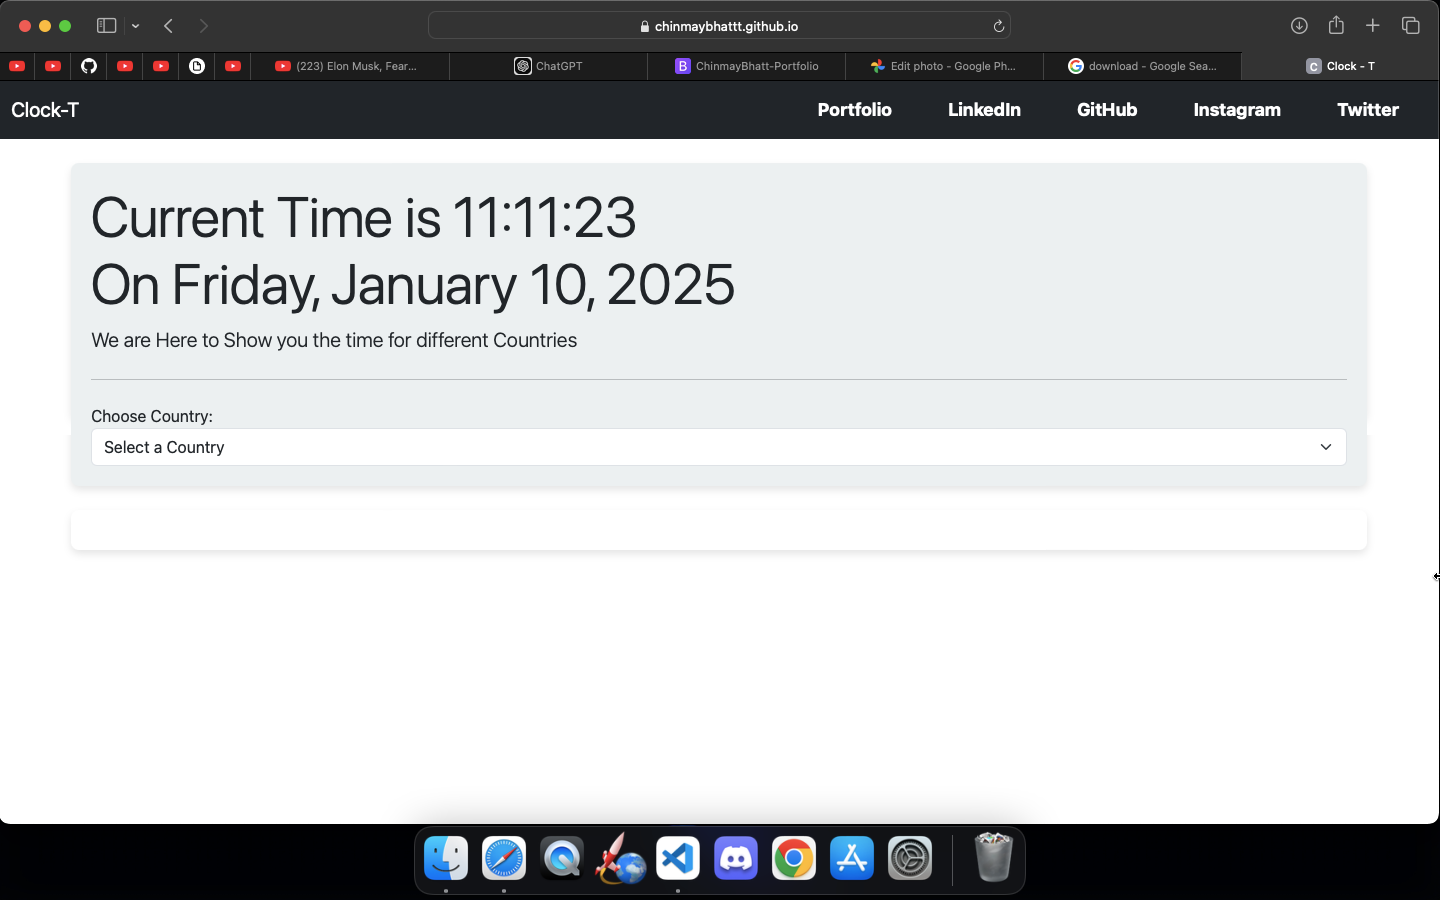 chinmaybhattt.github.io
(223) Elon Musk, Fear...
ChatGPT
B ChinmayBhatt-Portfolio
Edit photo - Google Ph...
download - Google Sea...
C Clock - T
Clock-T
Portfolio
LinkedIn
GitHub
Instagram
Twitter
Current Time is 11:11:23
On Friday, January 10, 2025
We are Here to Show you the time for different Countries
Choose Country:
Select a Country